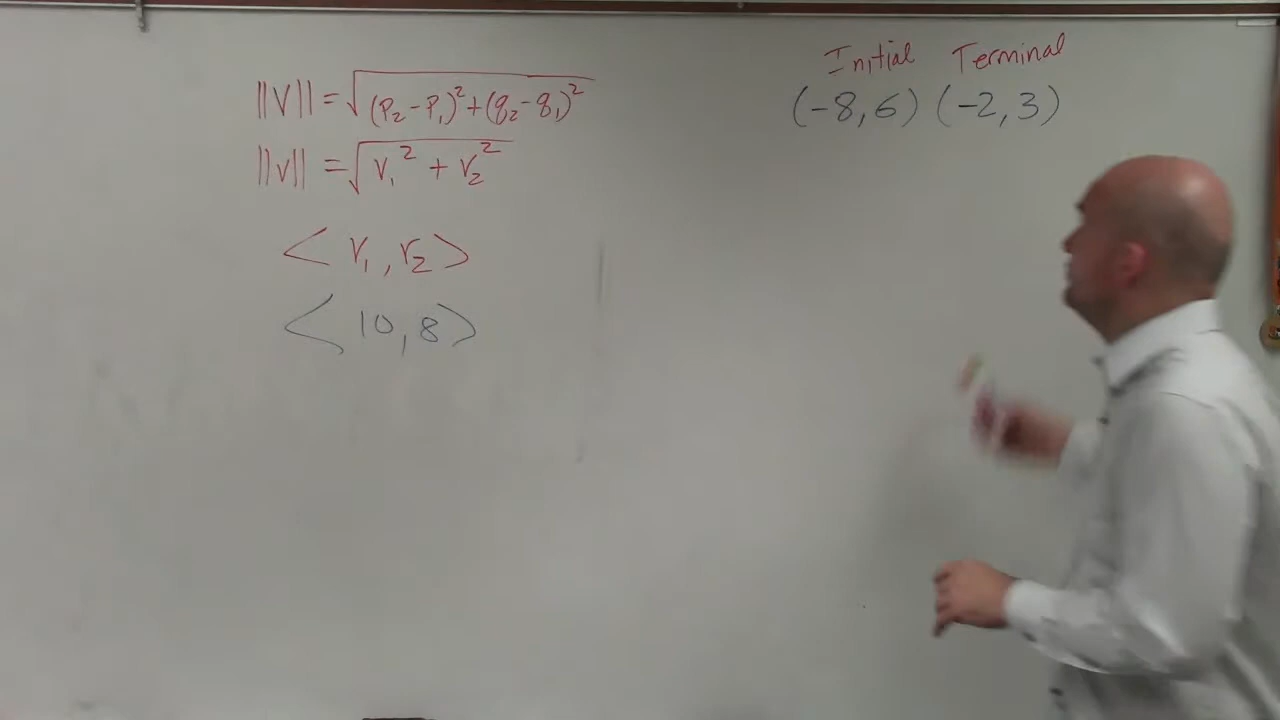 ||V|| = √(p₂ - p₁)² + (q₂ - q₁)²
||v|| = √v₁² + v₂²
< v₁, v₂ >
< 10, 8 >
Initial Terminal
(-8, 6) (-2, 3)